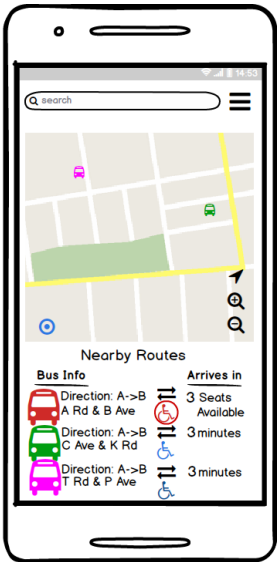 14:53
search
Nearby Routes
Bus Info Arrives in
Direction: A->B 3 Seats
A Rd & B Ave Available
Direction: A->B 3 minutes
C Ave & K Rd
Direction: A->B 3 minutes
T Rd & P Ave